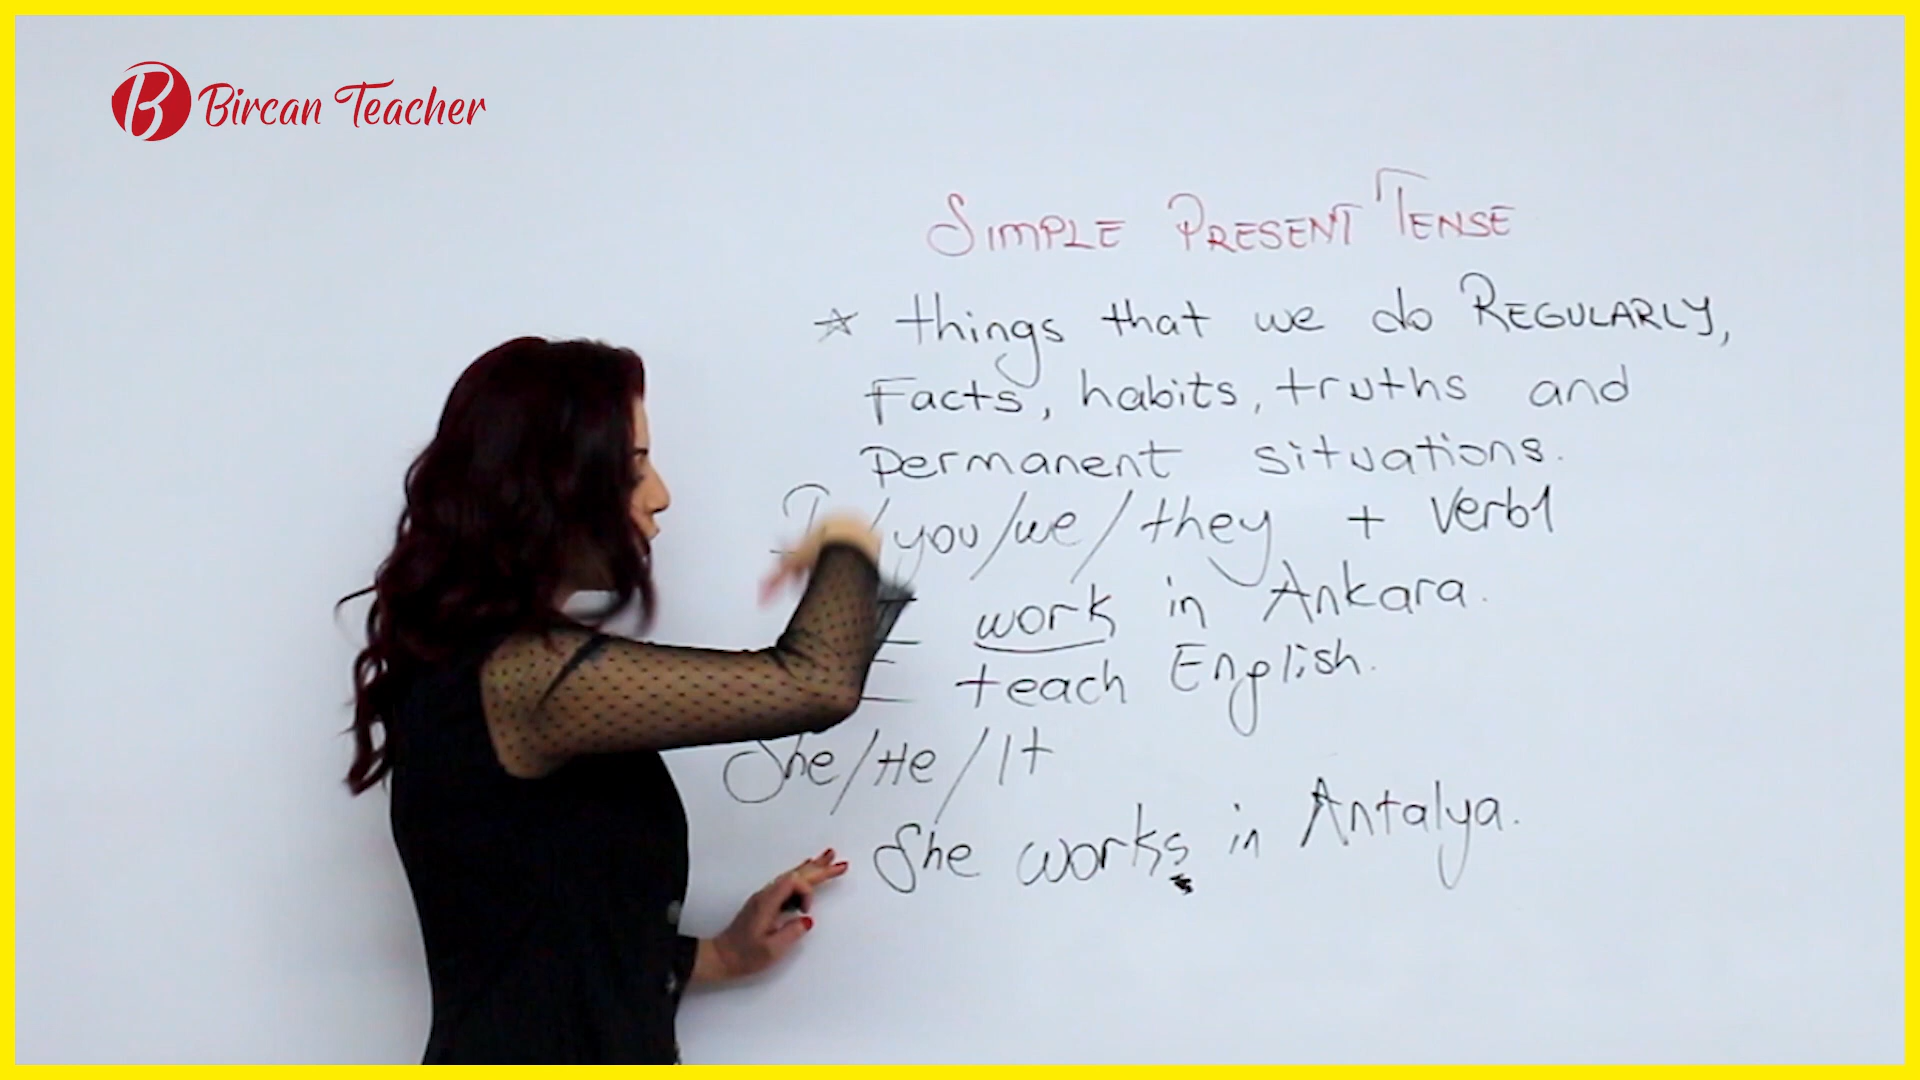 B Bircan Teacher
SIMPLE PRESENT TENSE
☆ things that we do REGULARLY,
Facts, habits, truths and
permanent situations.
I/you/we/they + Verb1
I work in Ankara.
I teach English.
She/He/It
She works in Antalya.